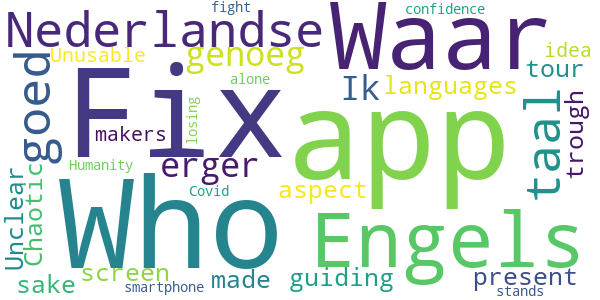 fight
confidence
Nederlandse
Waar
Unusable
genoeg
idea
tour
goed
Fix
alone
Ik
languages
app
taal
trough
makers
losing
erger
Humanity
Covid
aspect
Unclear
Chaotic
Who
Engels
screen
made
guiding
present
sake
smartphone
stands